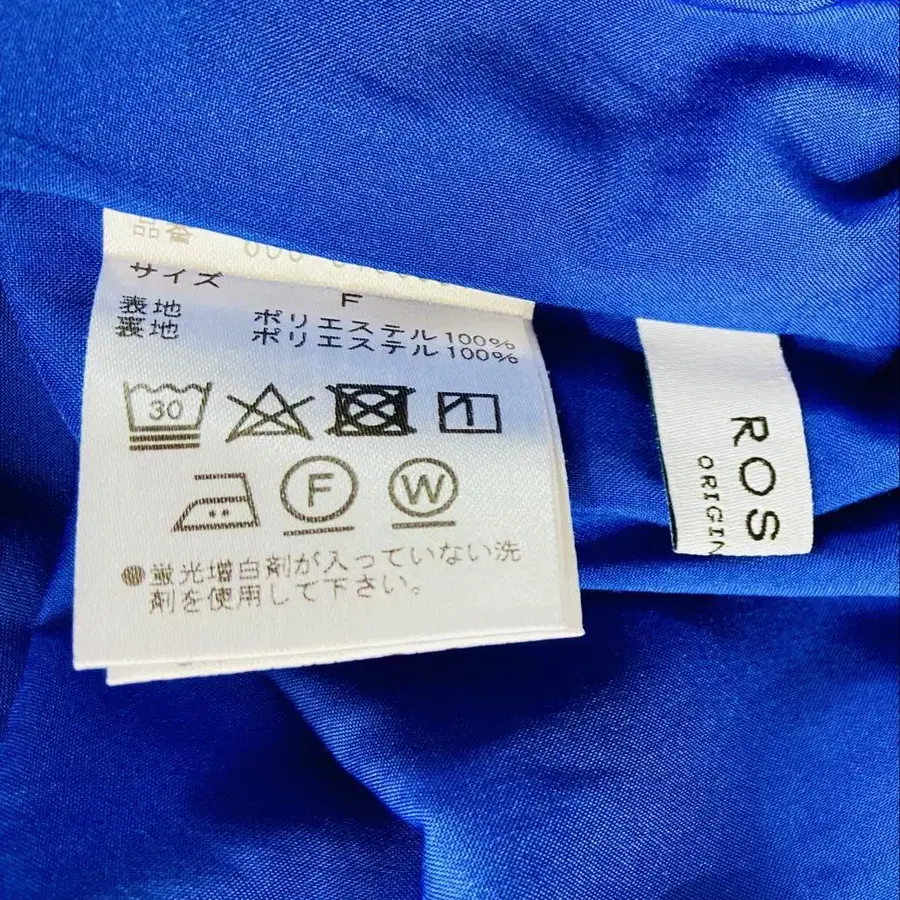 品番
サイズ F
表地 ポリエステル100%
裏地 ポリエステル100%
30
F W
●蛍光増白剤が入っていない洗
剤を使用して下さい。
ROS
ORIGIN